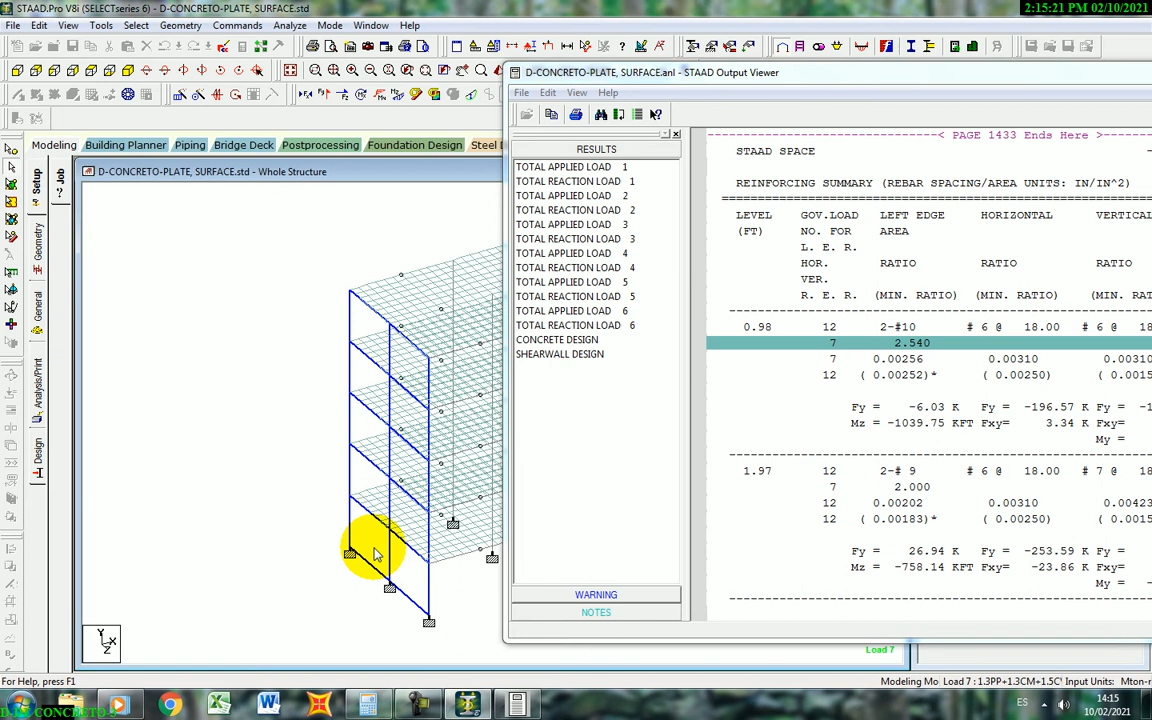 STAAD.Pro V8i (SELECTseries 6) - D-CONCRETO-PLATE, SURFACE.std
2:15:21 PM 02/10/2021
File Edit View Tools Select Geometry Commands Analyze Mode Window Help
D-CONCRETO-PLATE, SURFACE.anl - STAAD Output Viewer
File Edit View Help
Modeling Building Planner Piping Bridge Deck Postprocessing Foundation Design Steel D
D-CONCRETO-PLATE, SURFACE.std - Whole Structure
Setup
Job
Geometry
General
Analysis/Print
Design
RESULTS
TOTAL APPLIED LOAD 1
TOTAL REACTION LOAD 1
TOTAL APPLIED LOAD 2
TOTAL REACTION LOAD 2
TOTAL APPLIED LOAD 3
TOTAL REACTION LOAD 3
TOTAL APPLIED LOAD 4
TOTAL REACTION LOAD 4
TOTAL APPLIED LOAD 5
TOTAL REACTION LOAD 5
TOTAL APPLIED LOAD 6
TOTAL REACTION LOAD 6
CONCRETE DESIGN
SHEARWALL DESIGN
WARNING
NOTES
-----------------------------< PAGE 1433 Ends Here >------
STAAD SPACE -
REINFORCING SUMMARY (REBAR SPACING/AREA UNITS: IN/IN^2)
LEVEL GOV.LOAD LEFT EDGE HORIZONTAL VERTICAL
(FT) NO. FOR AREA
L. E. R.
HOR. RATIO RATIO RATIO
VER.
R. E. R. (MIN. RATIO) (MIN. RATIO) (MIN. RATIO
0.98 12 2-#10 # 6 @ 18.00 # 6 @ 18
7 2.540
7 0.00256 0.00310 0.00310
12 ( 0.00252)* ( 0.00250) ( 0.0015
Fy = -6.03 K Fy = -196.57 K Fy = -1
Mz = -1039.75 KFT Fxy= 3.34 K Fxy=
My =
1.97 12 2-# 9 # 6 @ 18.00 # 7 @ 18
7 2.000
12 0.00202 0.00310 0.00423
12 ( 0.00183)* ( 0.00250) ( 0.0015
Fy = 26.94 K Fy = -253.59 K Fy =
Mz = -758.14 KFT Fxy= -23.86 K Fxy=
My =
Y
X
Z
Load 7
For Help, press F1
Modeling Mo Load 7 : 1.3PP+1.3CM+1.5C Input Units: Mton-
ES
14:15
10/02/2021